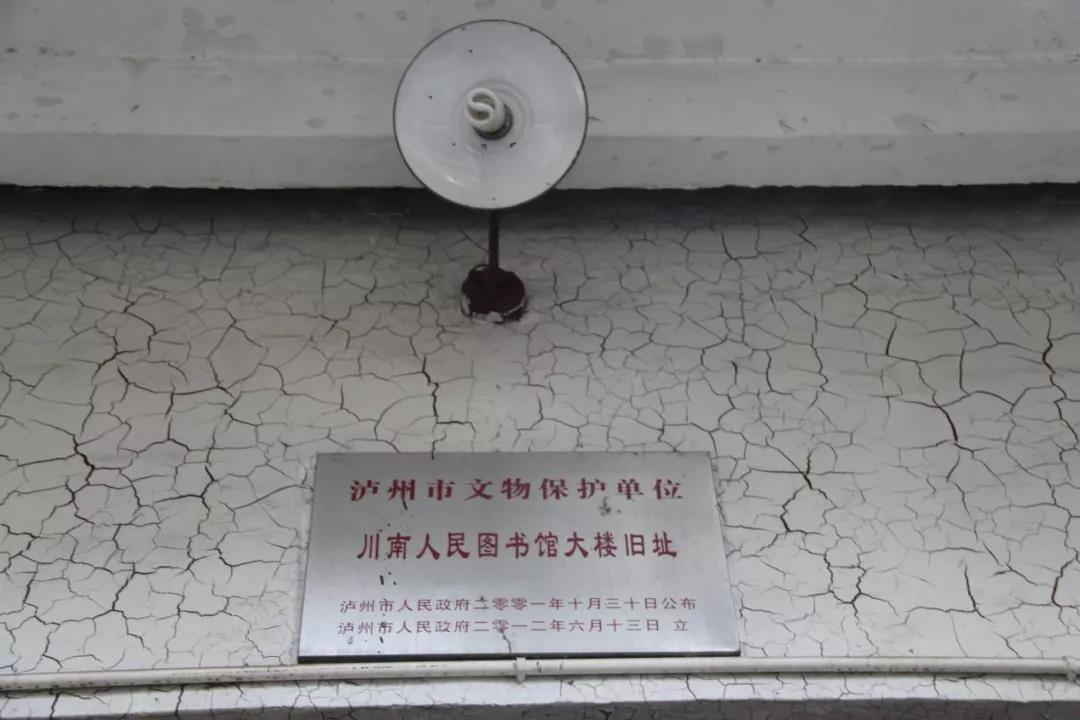 泸州市文物保护单位
川南人民图书馆大楼旧址
泸州市人民政府二零零一年十月三十日公布
泸州市人民政府二零一二年六月十三日 立